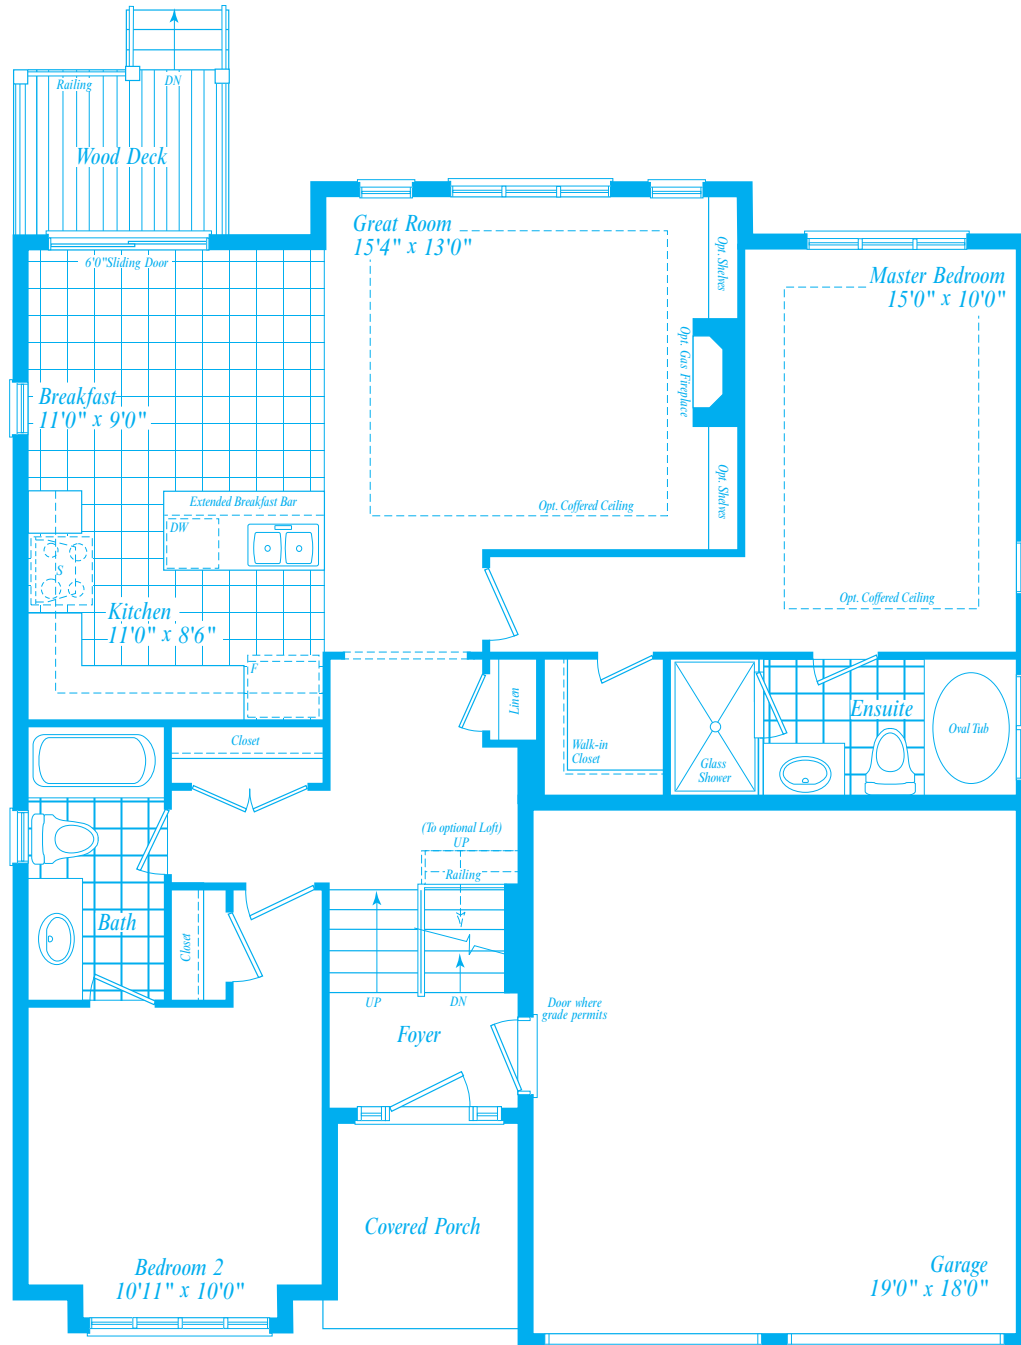 Railing
DN
Wood Deck
6'0"Sliding Door
Great Room
15'4" x 13'0"
Opt. Shelves
Master Bedroom
15'0" x 10'0"
Opt. Gas Fireplace
Breakfast
11'0" x 9'0"
Extended Breakfast Bar
DW
Opt. Coffered Ceiling
Opt. Shelves
S
Kitchen
11'0" x 8'6"
Opt. Coffered Ceiling
F
Linen
Closet
Walk-in
Closet
Glass
Shower
Ensuite
Oval Tub
(To optional Loft)
UP
Railing
Bath
Closet
UP
DN
Door where
grade permits
Foyer
Covered Porch
Bedroom 2
10'11" x 10'0"
Garage
19'0" x 18'0"